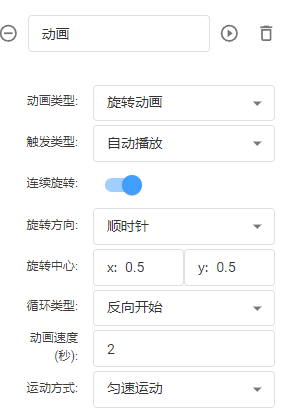 动画
动画类型: 旋转动画
触发类型: 自动播放
连续旋转:
旋转方向: 顺时针
旋转中心: x: 0.5 y: 0.5
循环类型: 反向开始
动画速度
(秒): 2
运动方式: 匀速运动